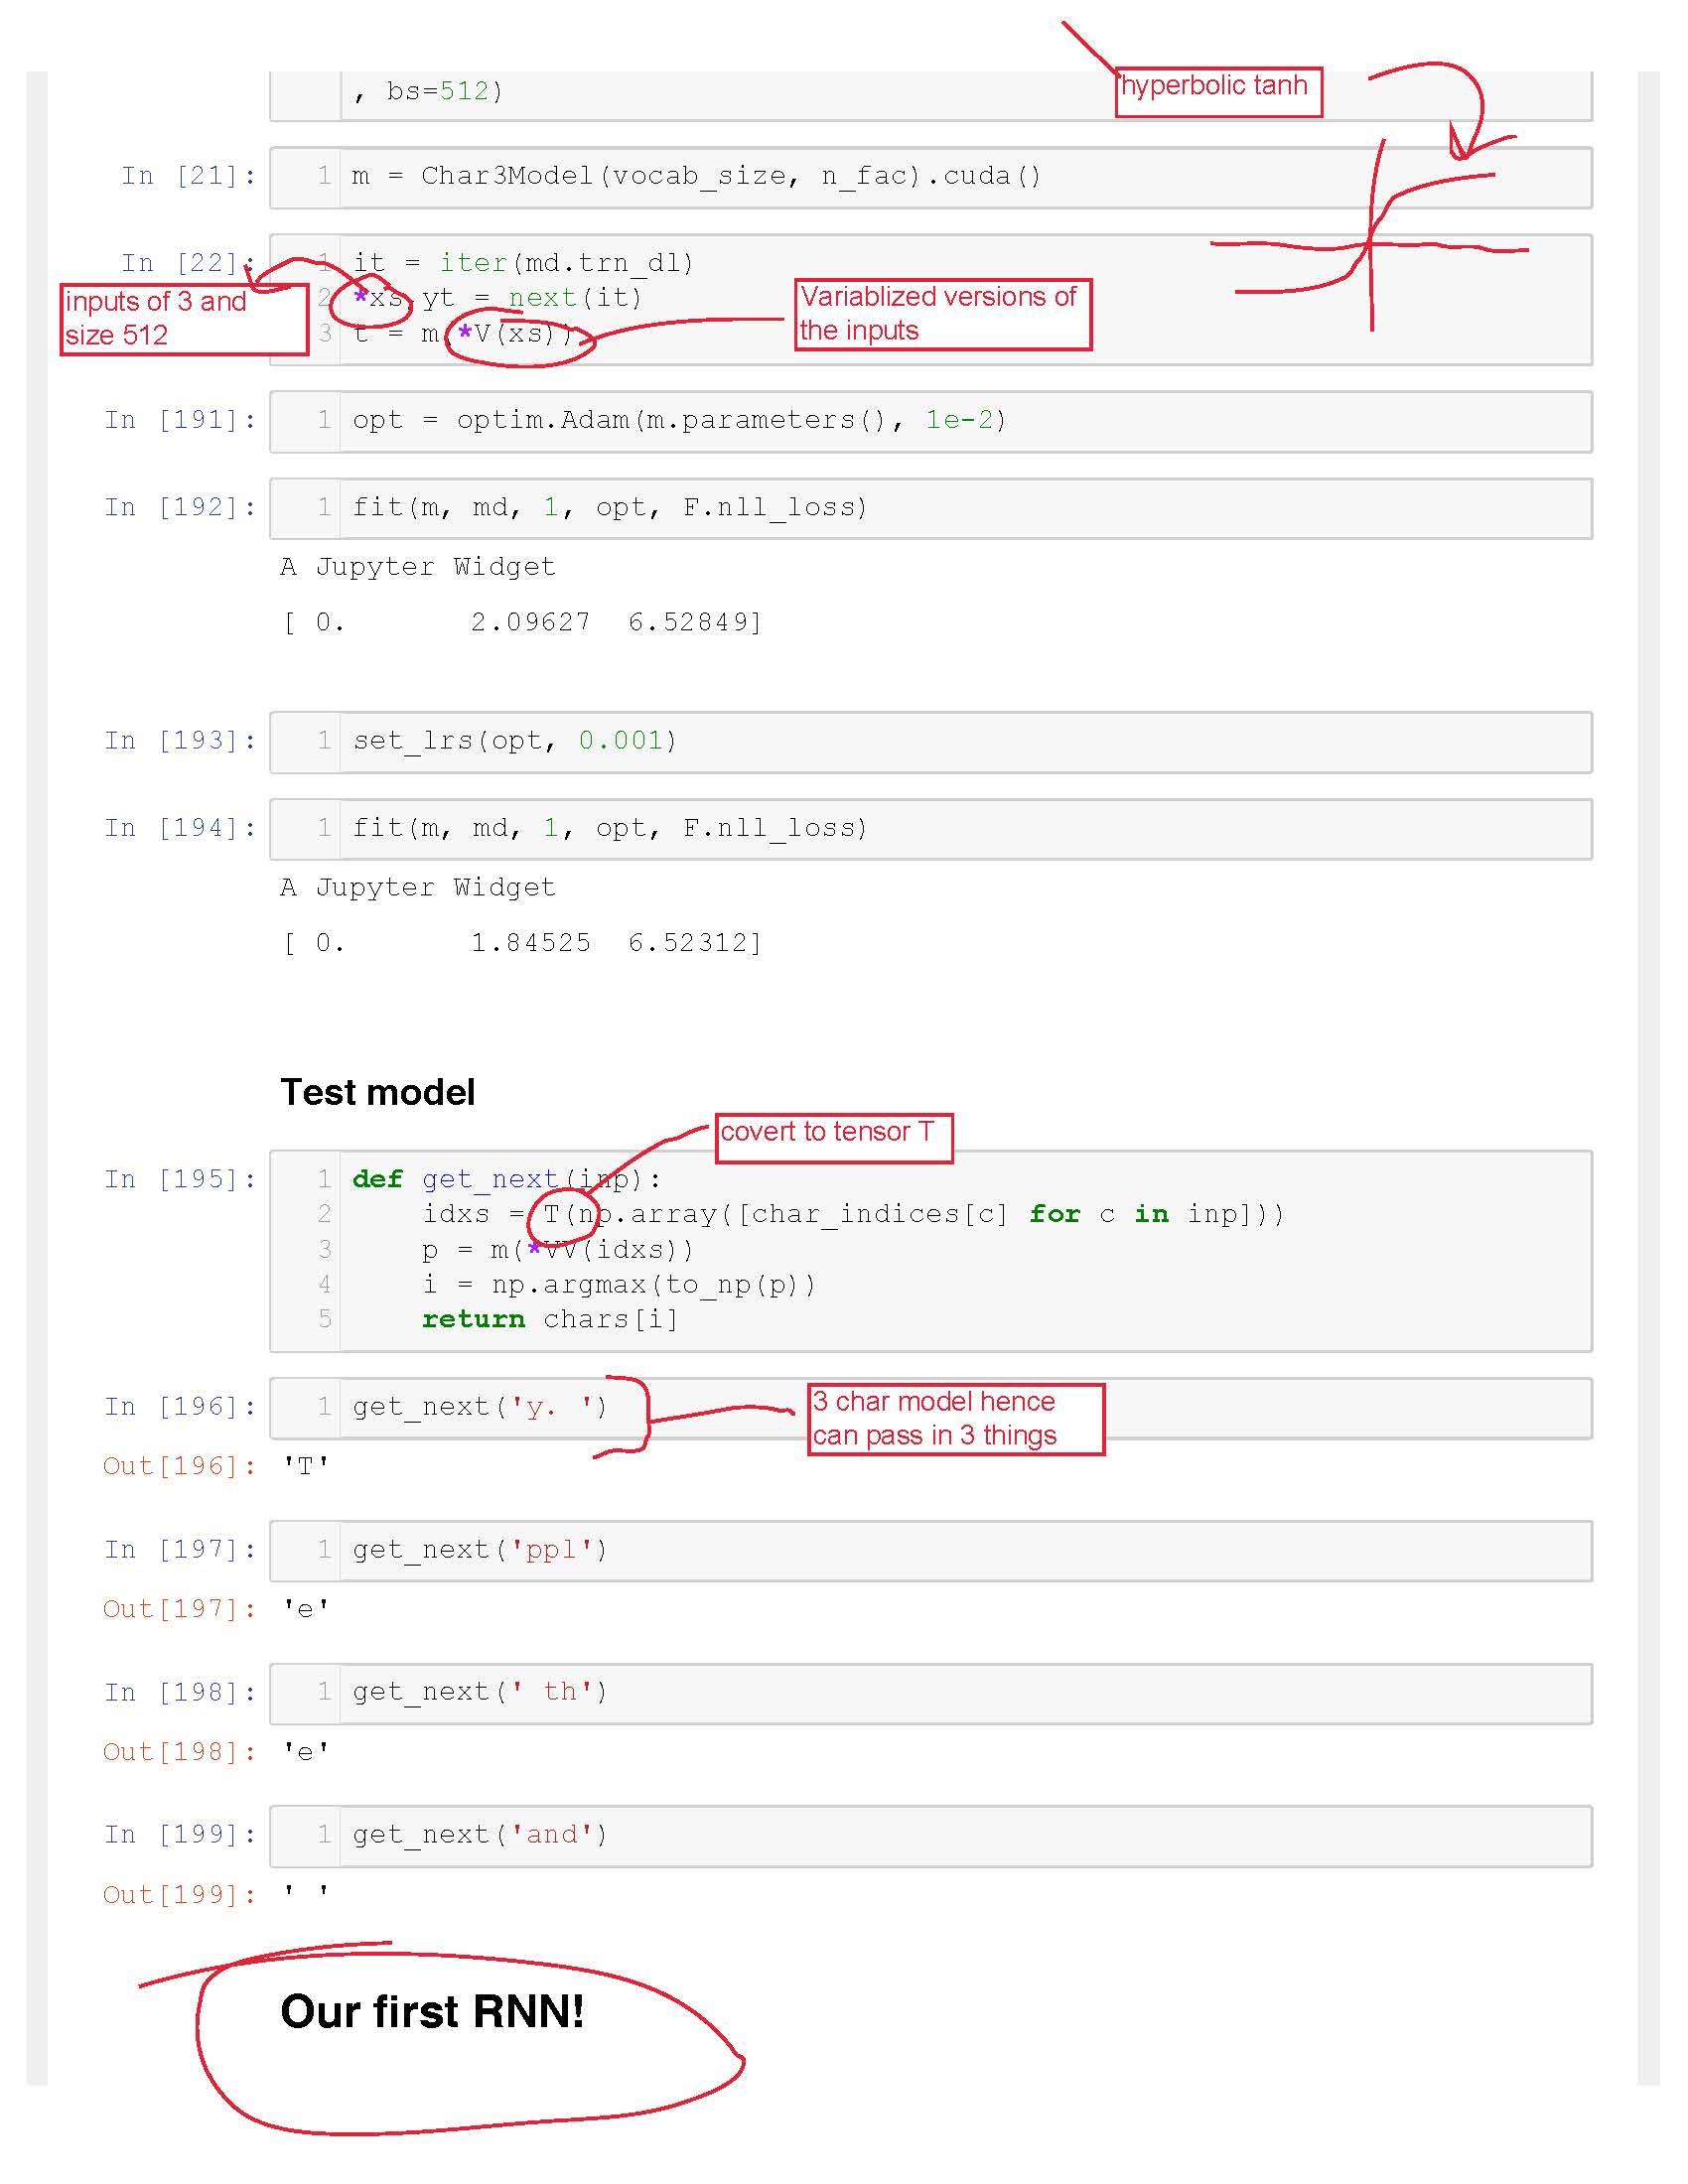 , bs=512)
hyperbolic tanh
In [21]: 1 m = Char3Model(vocab_size, n_fac).cuda()
In [22]: 1 it = iter(md.trn_dl)
2 *xs,yt = next(it)
3 t = m(*V(xs))
inputs of 3 and
size 512
Variablized versions of
the inputs
In [191]: 1 opt = optim.Adam(m.parameters(), 1e-2)
In [192]: 1 fit(m, md, 1, opt, F.nll_loss)
A Jupyter Widget
[ 0. 2.09627 6.52849]
In [193]: 1 set_lrs(opt, 0.001)
In [194]: 1 fit(m, md, 1, opt, F.nll_loss)
A Jupyter Widget
[ 0. 1.84525 6.52312]
Test model
covert to tensor T
In [195]: 1 def get_next(inp):
2 idxs = T(np.array([char_indices[c] for c in inp]))
3 p = m(*VV(idxs))
4 i = np.argmax(to_np(p))
5 return chars[i]
In [196]: 1 get_next('y. ')
3 char model hence
can pass in 3 things
Out[196]: 'T'
In [197]: 1 get_next('ppl')
Out[197]: 'e'
In [198]: 1 get_next(' th')
Out[198]: 'e'
In [199]: 1 get_next('and')
Out[199]: ' '
Our first RNN!